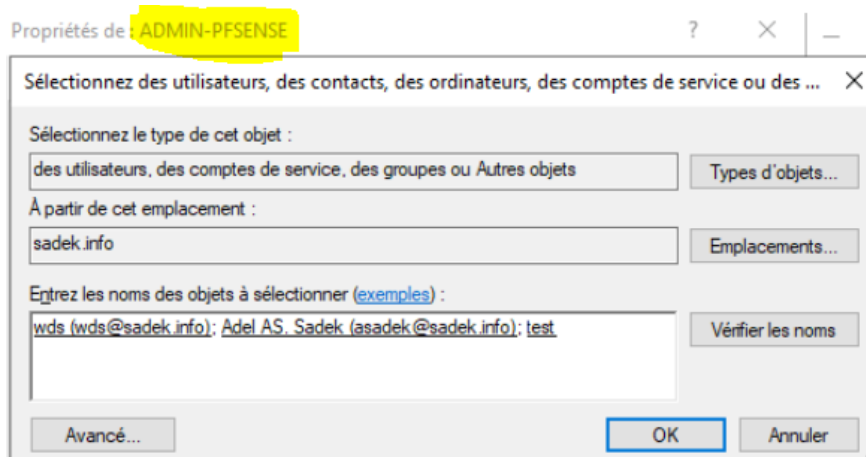 Propriétés de : ADMIN-PFSENSE ?
Sélectionnez des utilisateurs, des contacts, des ordinateurs, des comptes de service ou des ...
Sélectionnez le type de cet objet :
des utilisateurs, des comptes de service, des groupes ou Autres objets Types d'objets...
À partir de cet emplacement :
sadek.info Emplacements...
Entrez les noms des objets à sélectionner (exemples) :
wds (wds@sadek.info); Adel AS. Sadek (asadek@sadek.info); test Vérifier les noms
Avancé... OK Annuler